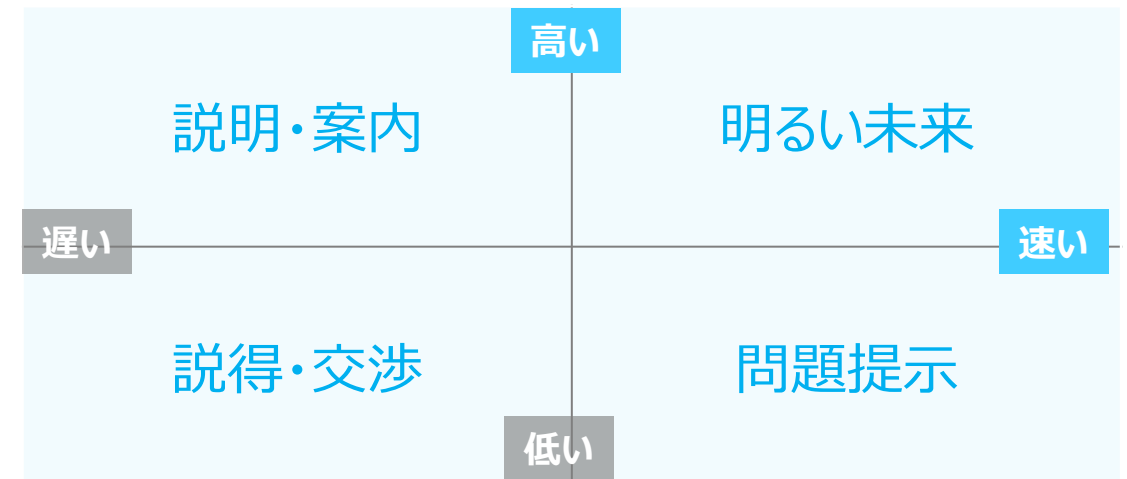 高い
説明・案内
明るい未来
遅い
速い
説得・交渉
問題提示
低い